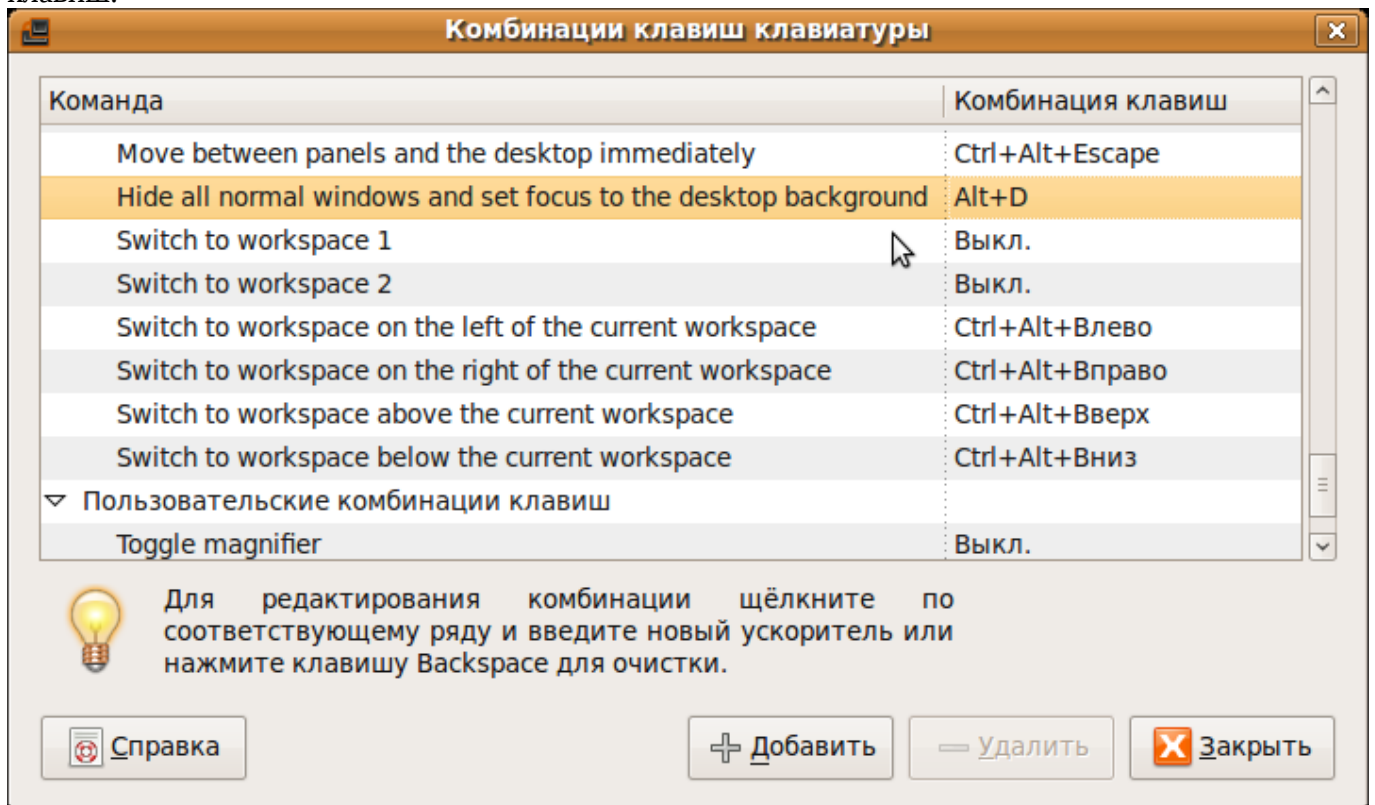 клавиш.
Комбинации клавиш клавиатуры
Команда Комбинация клавиш
Move between panels and the desktop immediately Ctrl+Alt+Escape
Hide all normal windows and set focus to the desktop background Alt+D
Switch to workspace 1 Выкл.
Switch to workspace 2 Выкл.
Switch to workspace on the left of the current workspace Ctrl+Alt+Влево
Switch to workspace on the right of the current workspace Ctrl+Alt+Вправо
Switch to workspace above the current workspace Ctrl+Alt+Вверх
Switch to workspace below the current workspace Ctrl+Alt+Вниз
Пользовательские комбинации клавиш
Toggle magnifier Выкл.
Для редактирования комбинации щёлкните по
соответствующему ряду и введите новый ускоритель или
нажмите клавишу Backspace для очистки.
Справка Добавить Удалить Закрыть